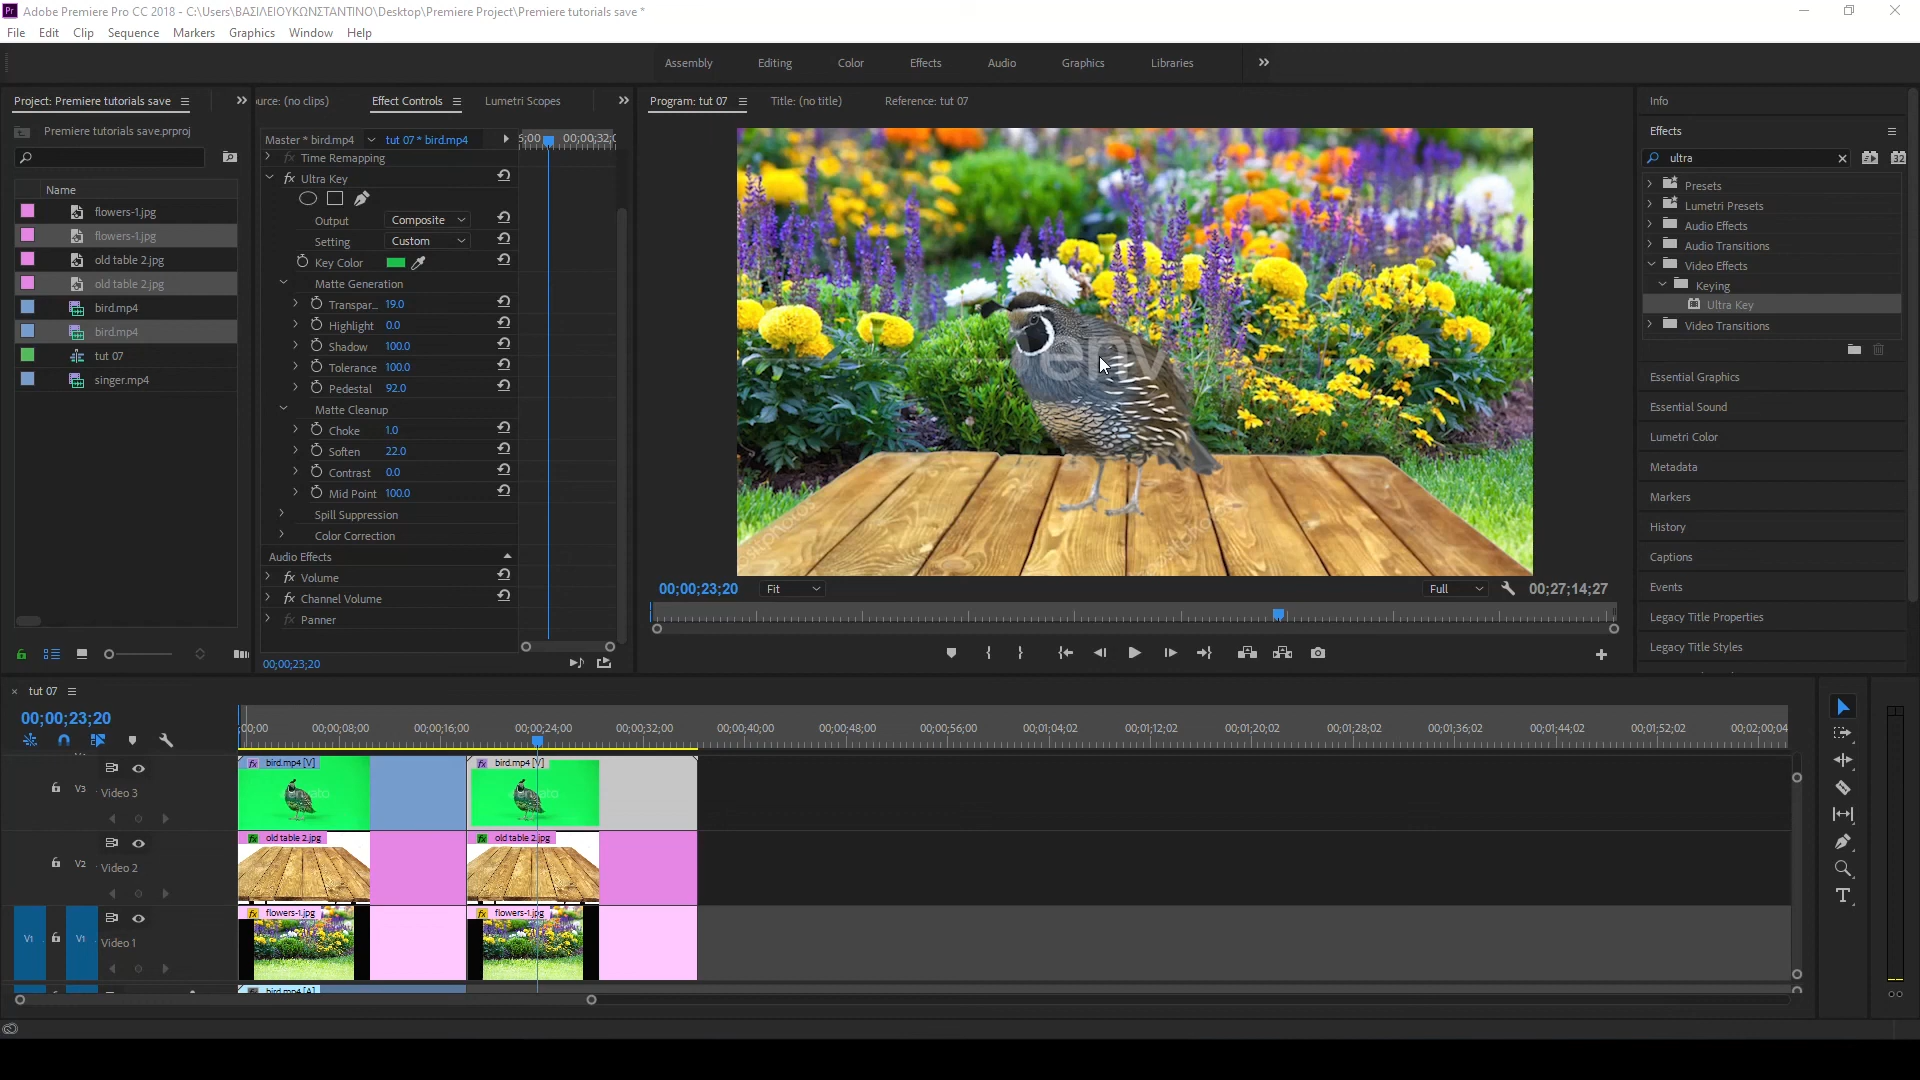 Adobe Premiere Pro CC 2018 - C:\Users\ΒΑΣΙΛΕΙΟΥΚΩΝΣΤΑΝΤΙΝΟ\Desktop\Premiere Project\Premiere tutorials save *
File Edit Clip Sequence Markers Graphics Window Help
Assembly Editing Color Effects Audio Graphics Libraries
Project: Premiere tutorials save
Premiere tutorials save.prproj
Name
flowers-1.jpg
flowers-1.jpg
old table 2.jpg
old table 2.jpg
bird.mp4
bird.mp4
tut 07
singer.mp4
urce: (no clips) Effect Controls Lumetri Scopes
Master * bird.mp4 tut 07 * bird.mp4 00;00;32;0
Time Remapping
fx Ultra Key
Output Composite
Setting Custom
Key Color
Matte Generation
Transpar... 19.0
Highlight 0.0
Shadow 100.0
Tolerance 100.0
Pedestal 92.0
Matte Cleanup
Choke 1.0
Soften 22.0
Contrast 0.0
Mid Point 100.0
Spill Suppression
Color Correction
Audio Effects
fx Volume
fx Channel Volume
fx Panner
00;00;23;20
Program: tut 07 Title: (no title) Reference: tut 07
env
00;00;23;20 Fit Full 00;27;14;27
Info
Effects
ultra
Presets
Lumetri Presets
Audio Effects
Audio Transitions
Video Effects
Keying
Ultra Key
Video Transitions
Essential Graphics
Essential Sound
Lumetri Color
Metadata
Markers
History
Captions
Events
Legacy Title Properties
Legacy Title Styles
tut 07
00;00;23;20
;00;00 00;00;08;00 00;00;16;00 00;00;24;00 00;00;32;00 00;00;40;00 00;00;48;00 00;00;56;00 00;01;04;02 00;01;12;02 00;01;20;02 00;01;28;02 00;01;36;02 00;01;44;02 00;01;52;02 00;02;00;04
V3 Video 3
fx bird.mp4 [V] fx bird.mp4 [V]
V2 Video 2
fx old table 2.jpg fx old table 2.jpg
V1 V1 Video 1
fx flowers-1.jpg fx flowers-1.jpg
bird.mp4 [A]